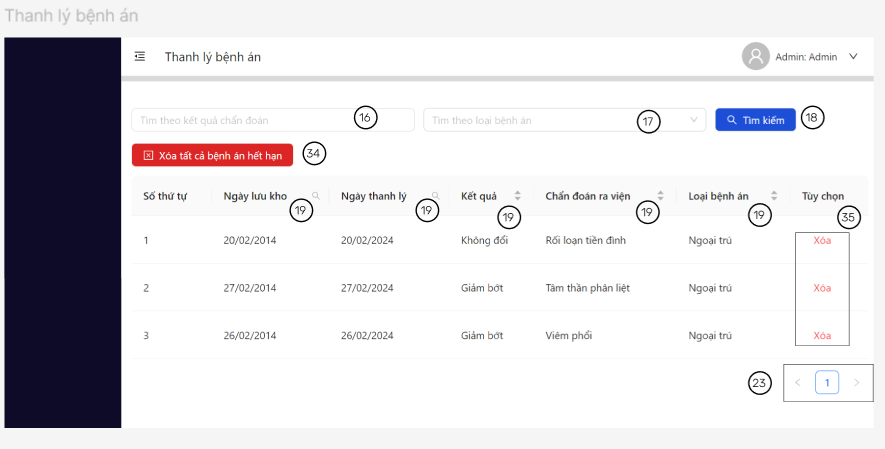 Thanh lý bệnh án
Thanh lý bệnh án
Admin: Admin
Tìm theo kết quả chẩn đoán 16
Tìm theo loại bệnh án 17
Tìm kiếm 18
Xóa tất cả bệnh án hết hạn 34
Số thứ tự Ngày lưu kho Ngày thanh lý Kết quả Chẩn đoán ra viện Loại bệnh án Tùy chọn
19 19 19 19 19 35
1 20/02/2014 20/02/2024 Không đổi Rối loạn tiền đình Ngoại trú Xóa
2 27/02/2014 27/02/2024 Giảm bớt Tâm thần phân liệt Ngoại trú Xóa
3 26/02/2014 26/02/2024 Giảm bớt Viêm phổi Ngoại trú Xóa
23 < 1 >